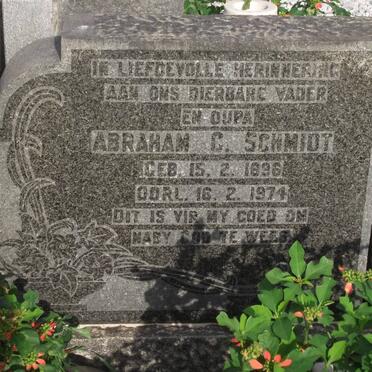 IN LIEFDEVOLLE HERINNERING
AAN ONS DIERBARE VADER
EN OUPA
ABRAHAM C. SCHMIDT
GEB. 15. 2. 1896
OORL. 16. 2. 1974
DIT IS VIR MY GOED OM
NABY GOD TE WEES.